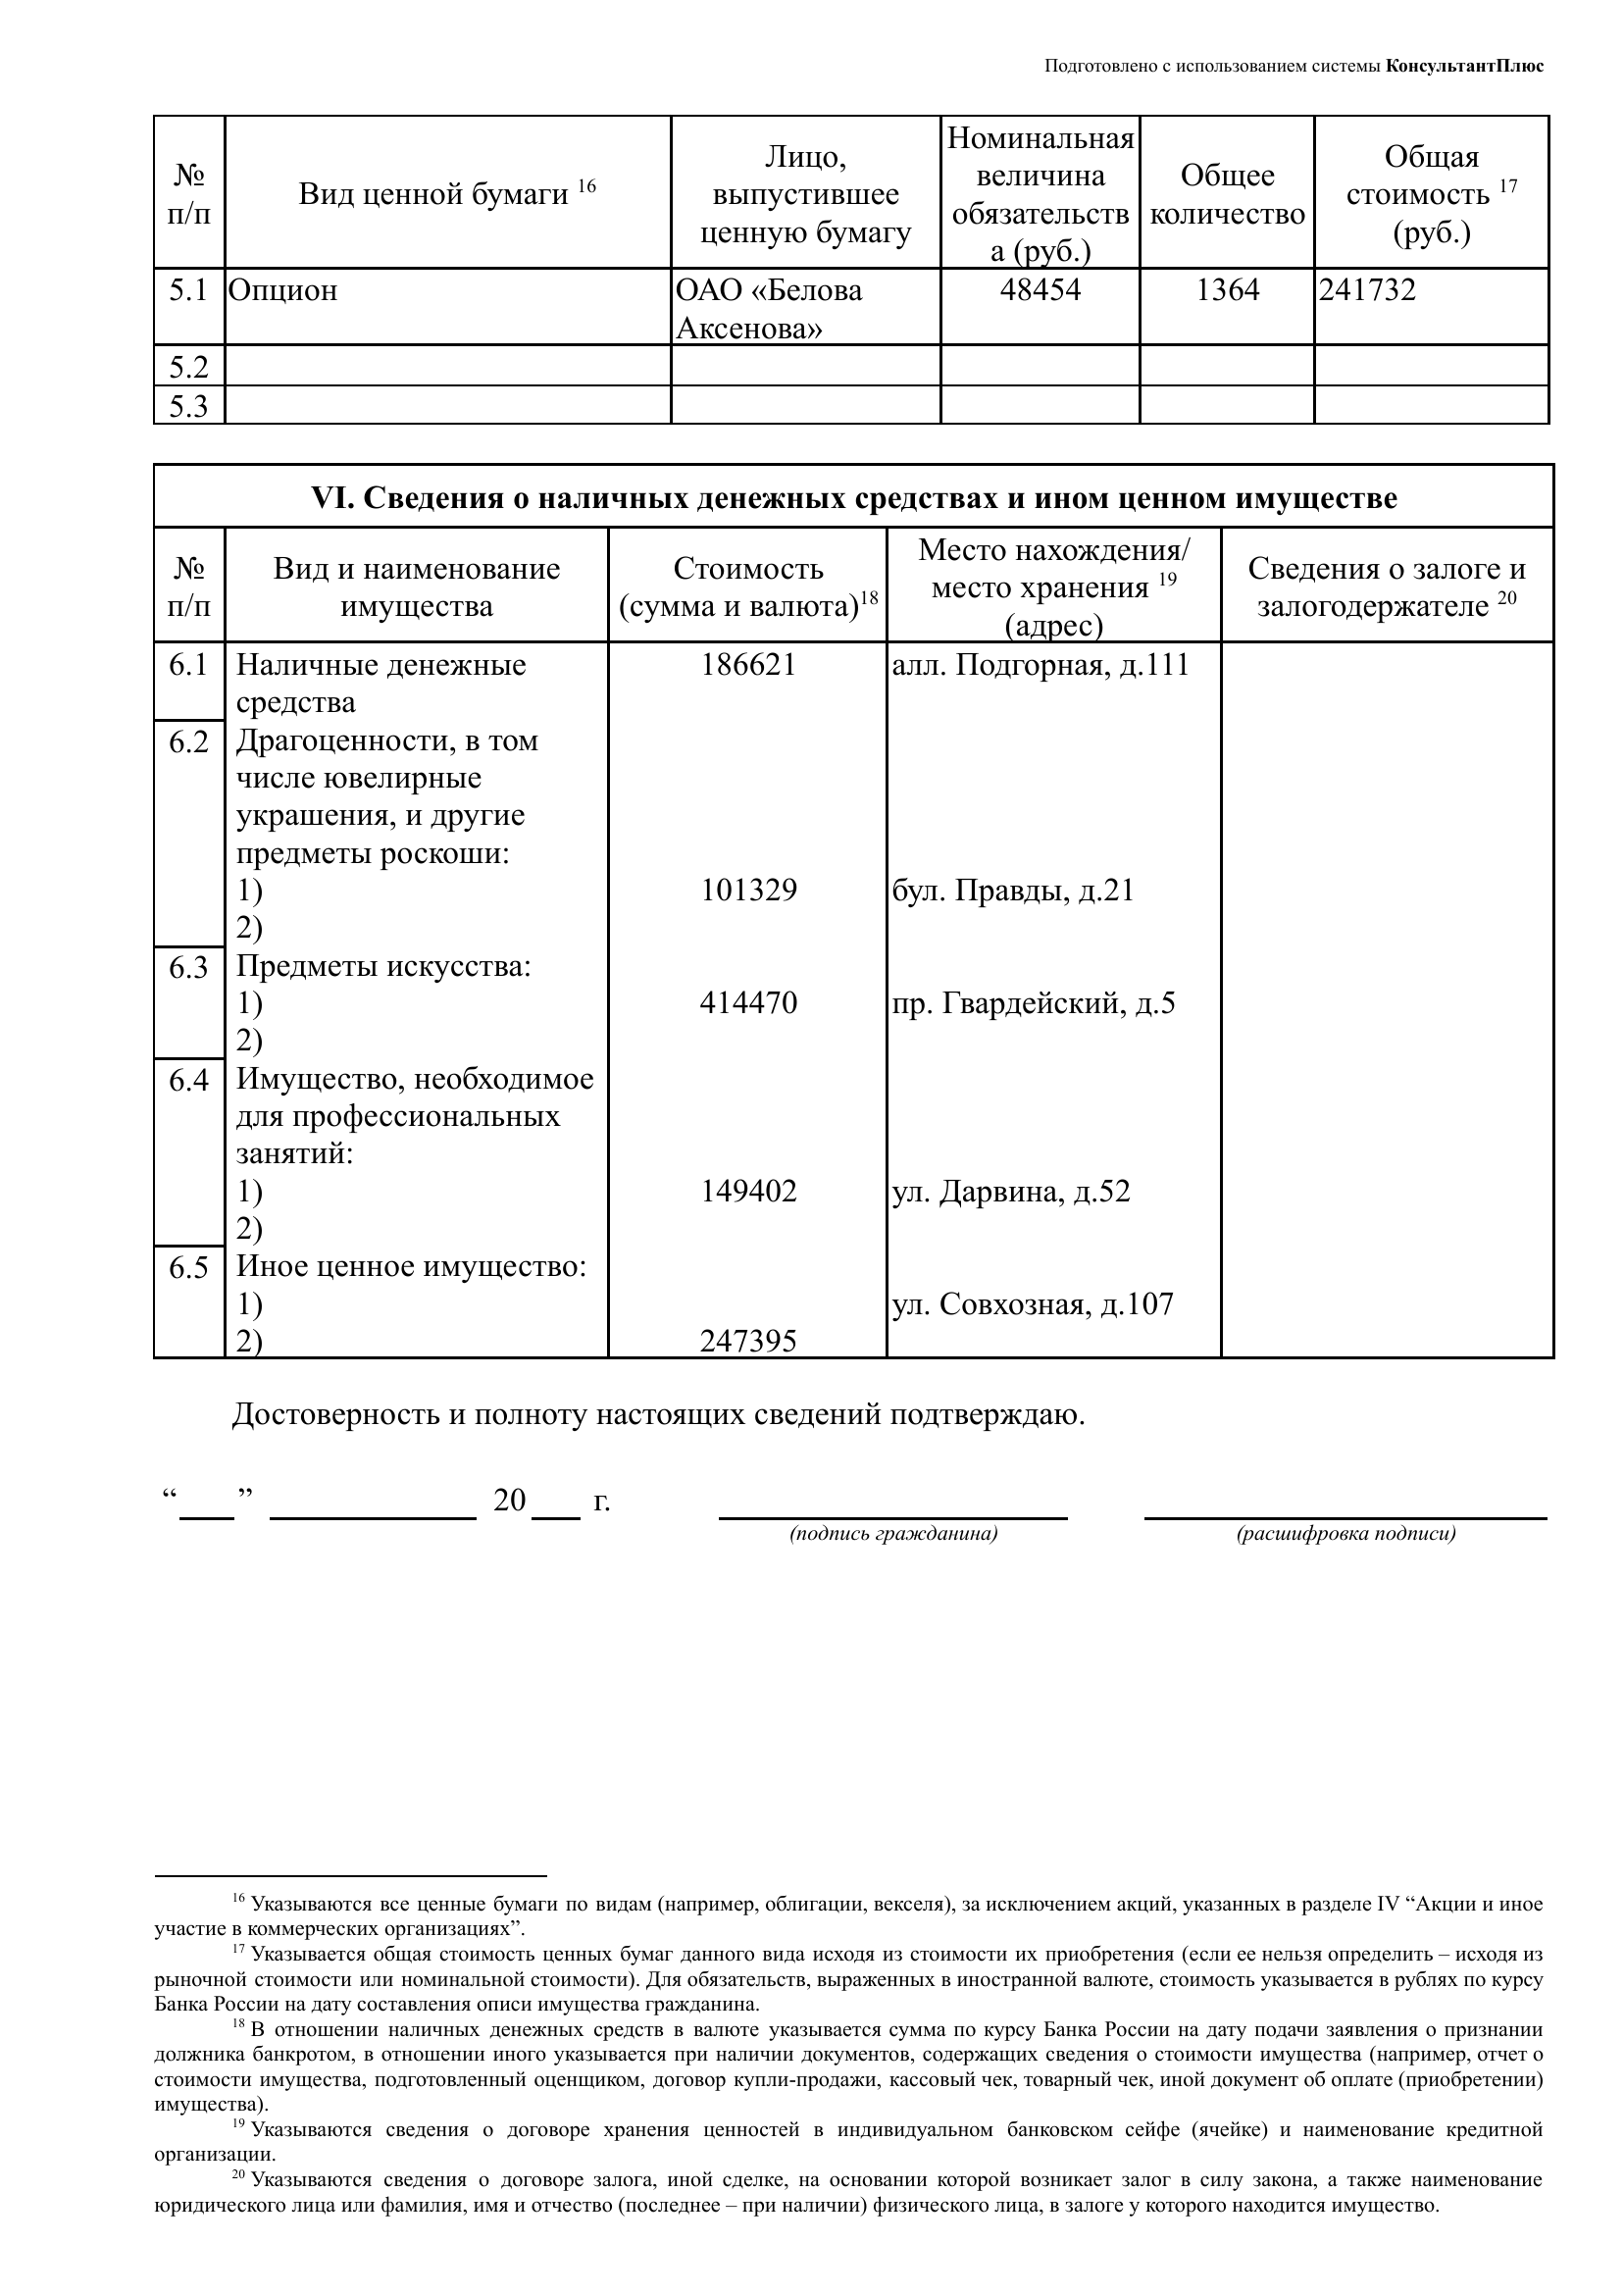 Подготовлено с использованием системы КонсультантПлюс
№ п/п
Вид ценной бумаги 16
Лицо, выпустившее ценную бумагу
Номинальная величина обязательств а (руб.)
Общее количество
Общая стоимость 17 (руб.)
5.1 Опцион ОАО «Белова Аксенова» 48454 1364 241732
5.2
5.3
VI. Сведения о наличных денежных средствах и ином ценном имуществе
№ п/п
Вид и наименование имущества
Стоимость (сумма и валюта)18
Место нахождения/ место хранения 19 (адрес)
Сведения о залоге и залогодержателе 20
6.1 Наличные денежные 186621 алл. Подгорная, д.111
средства
6.2 Драгоценности, в том
числе ювелирные
украшения, и другие
предметы роскоши:
1) 101329 бул. Правды, д.21
2)
6.3 Предметы искусства:
1) 414470 пр. Гвардейский, д.5
2)
6.4 Имущество, необходимое
для профессиональных
занятий:
1) 149402 ул. Дарвина, д.52
2)
6.5 Иное ценное имущество:
1) ул. Совхозная, д.107
2) 247395
Достоверность и полноту настоящих сведений подтверждаю.
“ ” 20 г.
(подпись гражданина) (расшифровка подписи)
16 Указываются все ценные бумаги по видам (например, облигации, векселя), за исключением акций, указанных в разделе IV “Акции и иное
участие в коммерческих организациях”.
17 Указывается общая стоимость ценных бумаг данного вида исходя из стоимости их приобретения (если ее нельзя определить – исходя из
рыночной стоимости или номинальной стоимости). Для обязательств, выраженных в иностранной валюте, стоимость указывается в рублях по курсу
Банка России на дату составления описи имущества гражданина.
18 В отношении наличных денежных средств в валюте указывается сумма по курсу Банка России на дату подачи заявления о признании
должника банкротом, в отношении иного указывается при наличии документов, содержащих сведения о стоимости имущества (например, отчет о
стоимости имущества, подготовленный оценщиком, договор купли-продажи, кассовый чек, товарный чек, иной документ об оплате (приобретении)
имущества).
19 Указываются сведения о договоре хранения ценностей в индивидуальном банковском сейфе (ячейке) и наименование кредитной
организации.
20 Указываются сведения о договоре залога, иной сделке, на основании которой возникает залог в силу закона, а также наименование
юридического лица или фамилия, имя и отчество (последнее – при наличии) физического лица, в залоге у которого находится имущество.